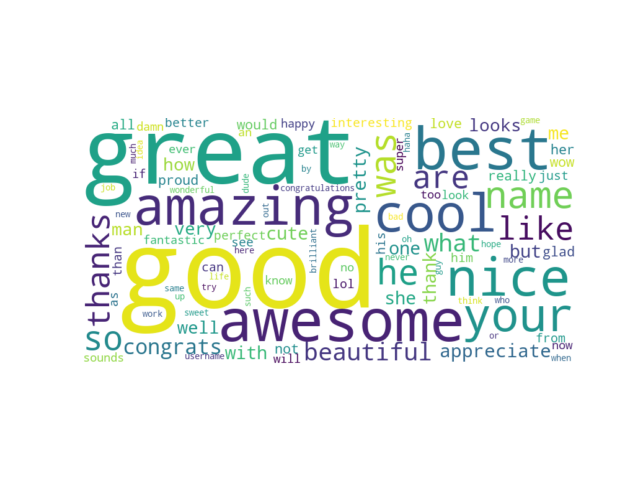 all damn better
great
an would happy interesting
love looks game
best
me
her
wow
much
idea
if
ever
how
proud
get
by
way
pretty
was
super
haha
are
really just
job
perfect
wonderful
dude
congratulations
too look
name
cool
amazing
new
out
thanks
man
very
fantastic
cute
see
here
good
brilliant
one
his
oh
what
never
bad
guy
hope
like
but glad
than
as
can
life
try
same
up
such
know
no
lol
he
him
thank
more
nice
she
think
who
awesome
your
so
work
sweet
well
congrats
with
not
will
beautiful
appreciate
or
from
now
when
sounds
username